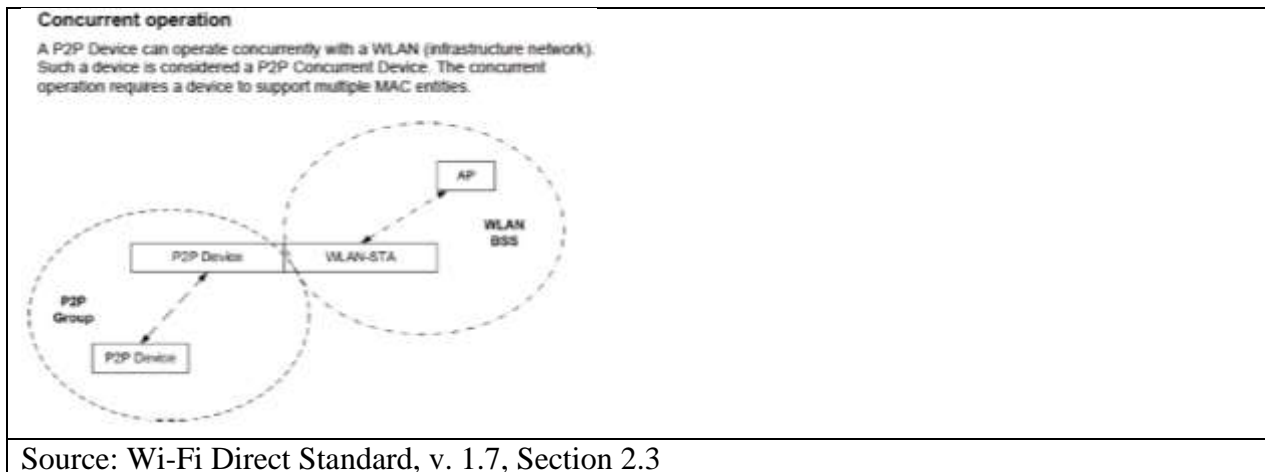 Concurrent operation
A P2P Device can operate concurrently with a WLAN (infrastructure network).
Such a device is considered a P2P Concurrent Device. The concurrent
operation requires a device to support multiple MAC entities.
AP
WLAN
BSS
P2P Device
WLAN-STA
P2P
Group
P2P Device
Source: Wi-Fi Direct Standard, v. 1.7, Section 2.3